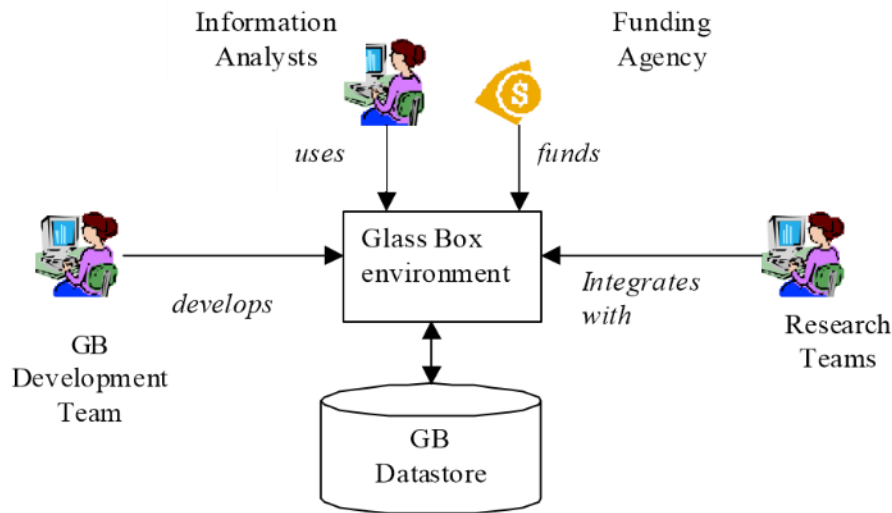 Information
Analysts
Funding
Agency
$
uses
funds
Glass Box
environment
develops
Integrates
with
GB
Development
Team
Research
Teams
GB
Datastore